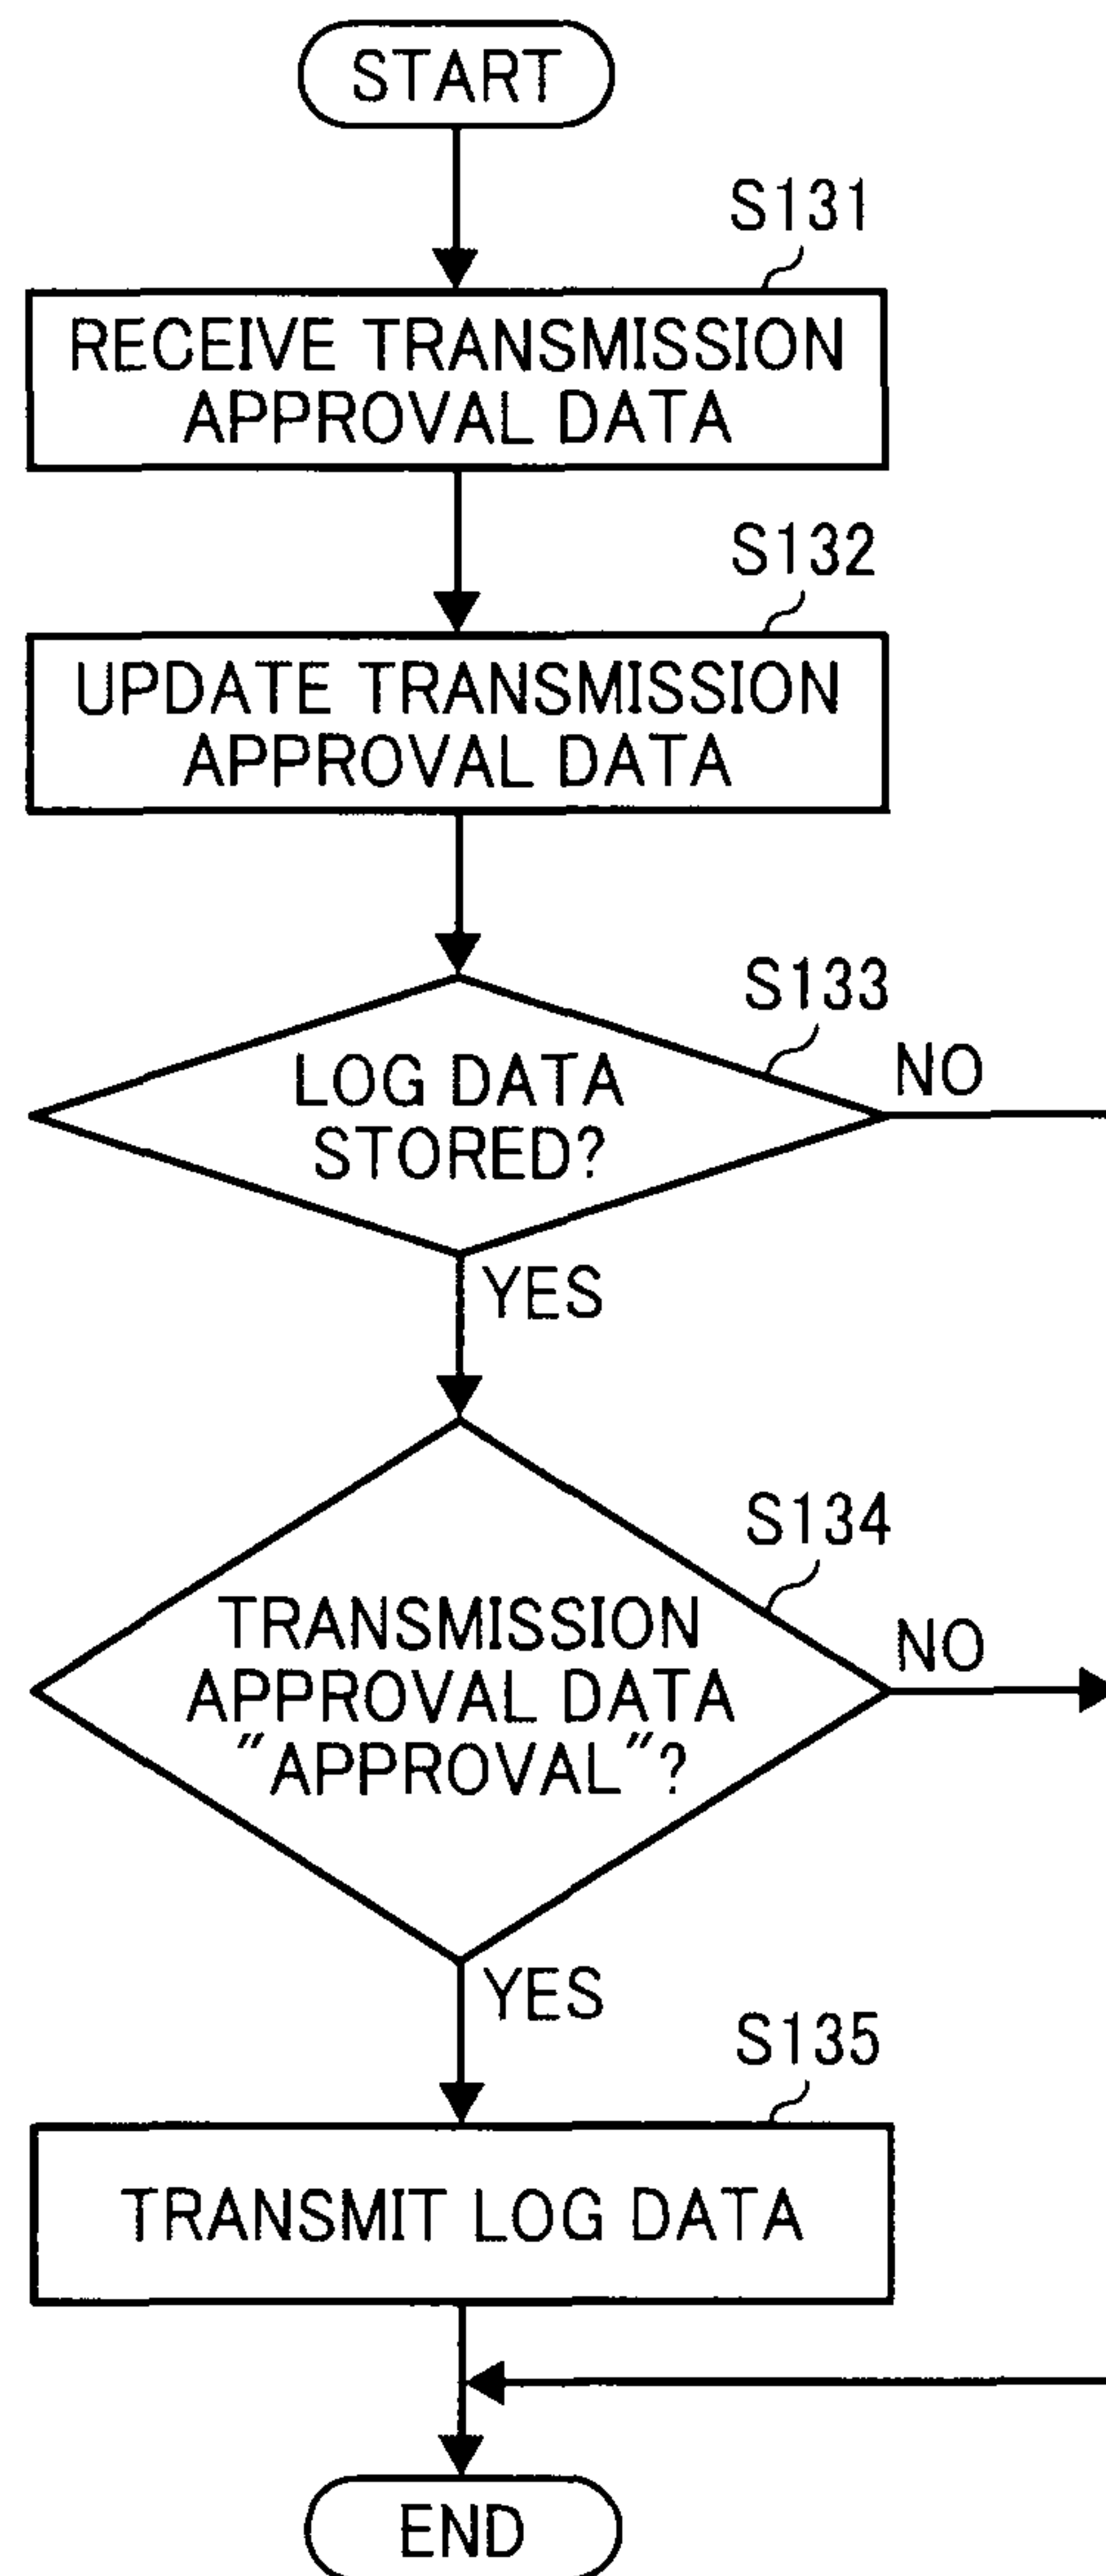 START
S131
RECEIVE TRANSMISSION
APPROVAL DATA
S132
UPDATE TRANSMISSION
APPROVAL DATA
S133
LOG DATA
STORED?
NO
YES
S134
TRANSMISSION
APPROVAL DATA
"APPROVAL"?
NO
YES
S135
TRANSMIT LOG DATA
END